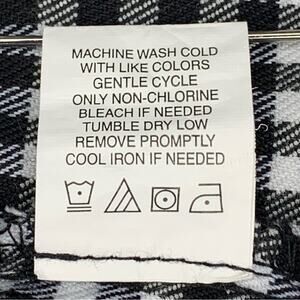 MACHINE WASH COLD
WITH LIKE COLORS
GENTLE CYCLE
ONLY NON-CHLORINE
BLEACH IF NEEDED
TUMBLE DRY LOW
REMOVE PROMPTLY
COOL IRON IF NEEDED